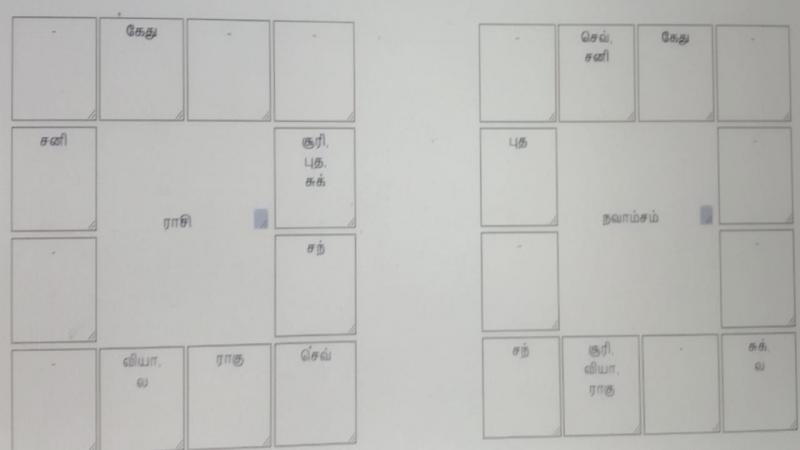 -
கேது
-
-
சனி
சூரி,
புத,
சுக்
ராசி
-
சந்
-
வியா,
ல
ராகு
செவ்
-
செவ்,
சனி
கேது
-
புத
-
நவாம்சம்
-
-
சந்
சூரி,
வியா,
ராகு
-
சுக்,
ல